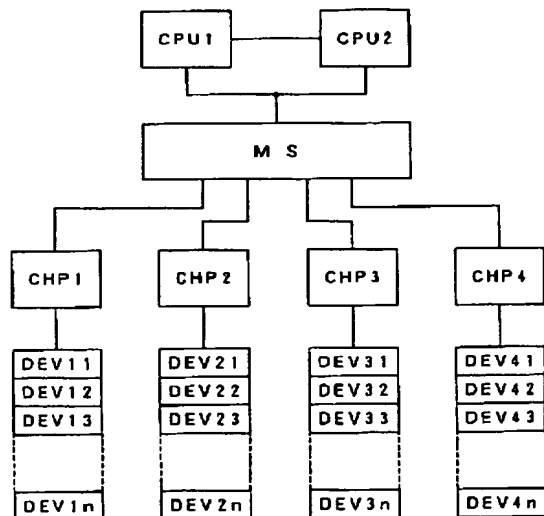 CPU1 CPU2
M S
CHP1 CHP2 CHP3 CHP4
DEV11 DEV21 DEV31 DEV41
DEV12 DEV22 DEV32 DEV42
DEV13 DEV23 DEV33 DEV43
DEV1n DEV2n DEV3n DEV4n